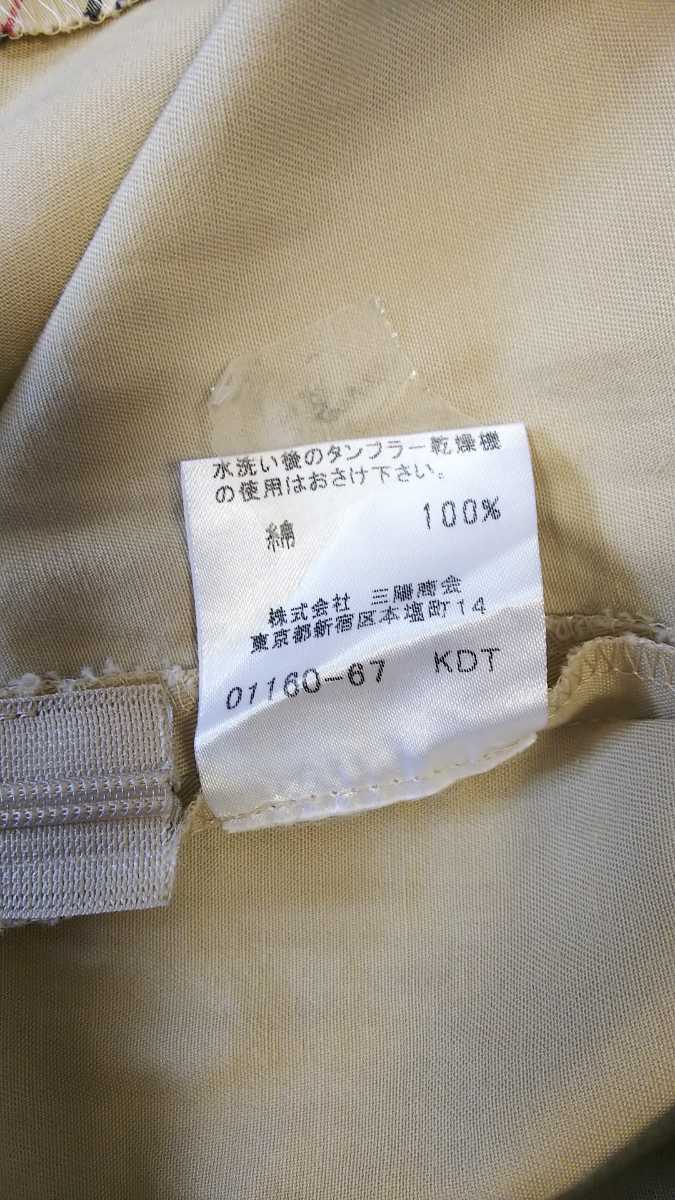 水洗い後のタンブラー乾燥機
の使用はおさけ下さい。
綿 100%
株式会社 三陽商会
東京都新宿区本塩町14
01160-67 KDT